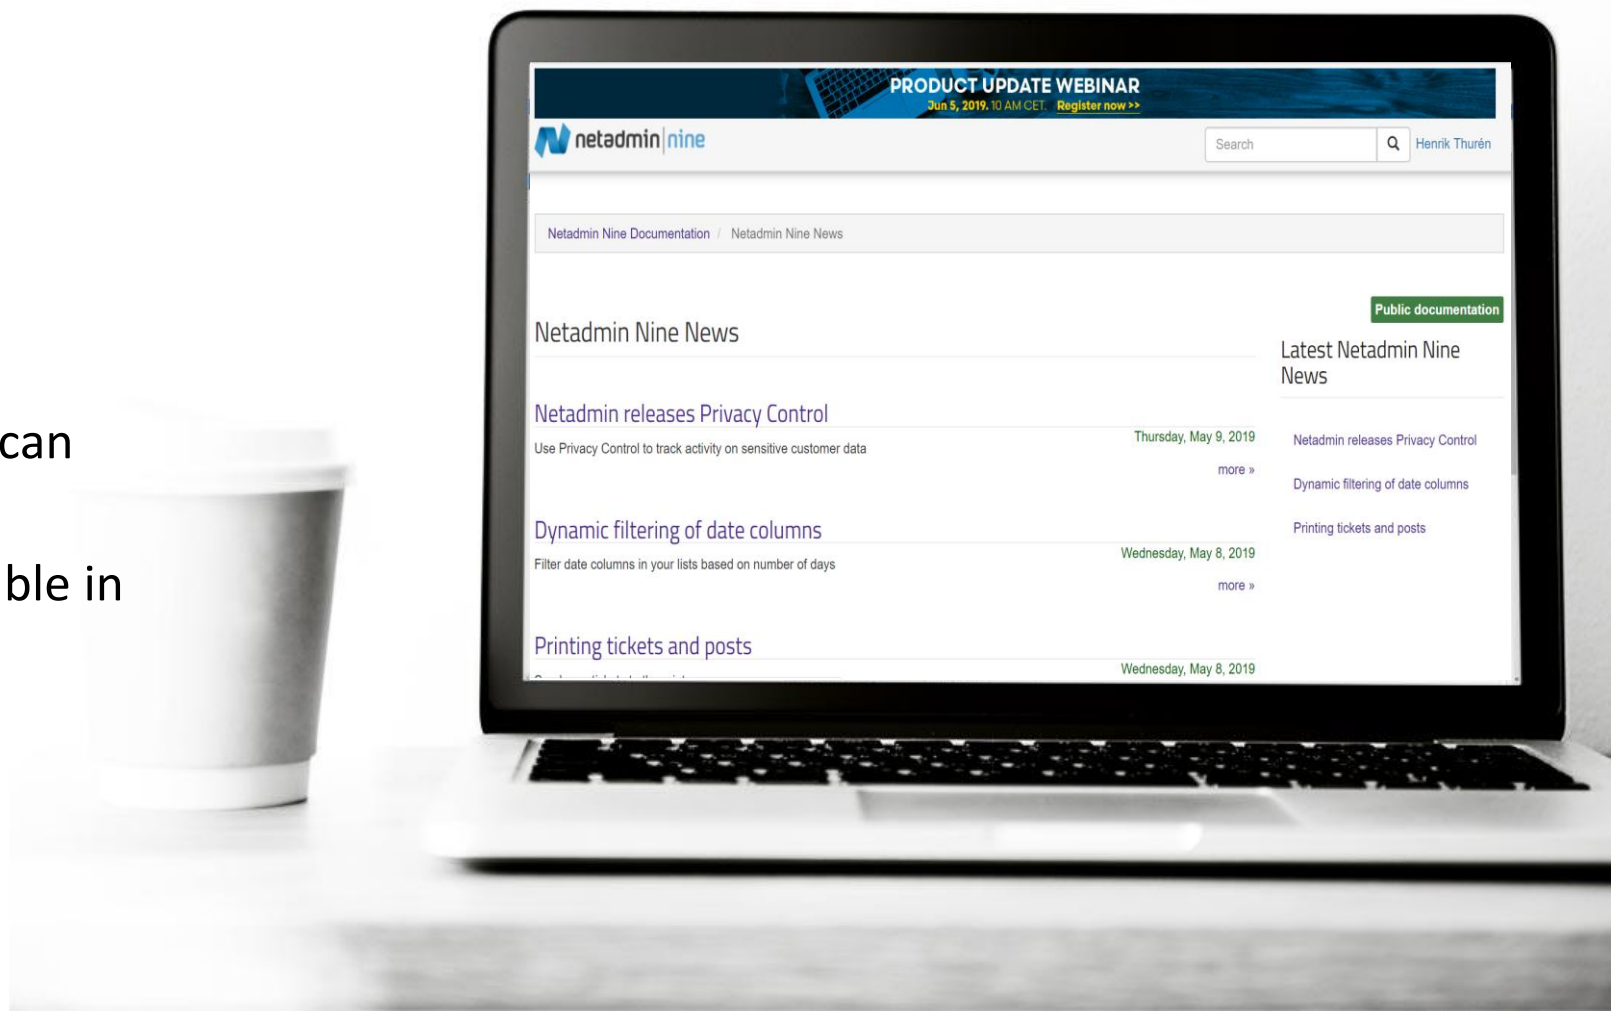 can
ble in
PRODUCT UPDATE WEBINAR
Jun 5, 2019. 10 AM CET. Register now >>
netadmin|nine
Search
Henrik Thurén
Netadmin Nine Documentation / Netadmin Nine News
Public documentation
Netadmin Nine News
Netadmin releases Privacy Control
Use Privacy Control to track activity on sensitive customer data
Thursday, May 9, 2019
more »
Dynamic filtering of date columns
Filter date columns in your lists based on number of days
Wednesday, May 8, 2019
more »
Printing tickets and posts
Wednesday, May 8, 2019
Latest Netadmin Nine
News
Netadmin releases Privacy Control
Dynamic filtering of date columns
Printing tickets and posts